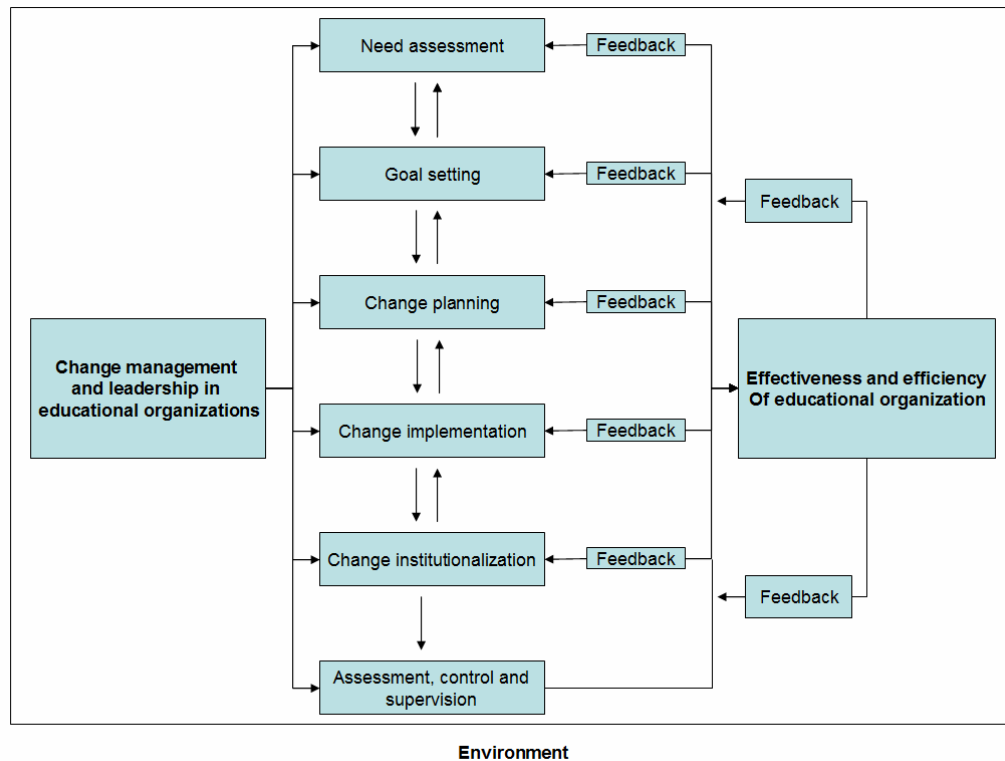 Need assessment
Feedback
Goal setting
Feedback
Feedback
Change planning
Feedback
Change management
and leadership in
educational organizations
Effectiveness and efficiency
Of educational organization
Change implementation
Feedback
Change institutionalization
Feedback
Feedback
Assessment, control and
supervision
Environment